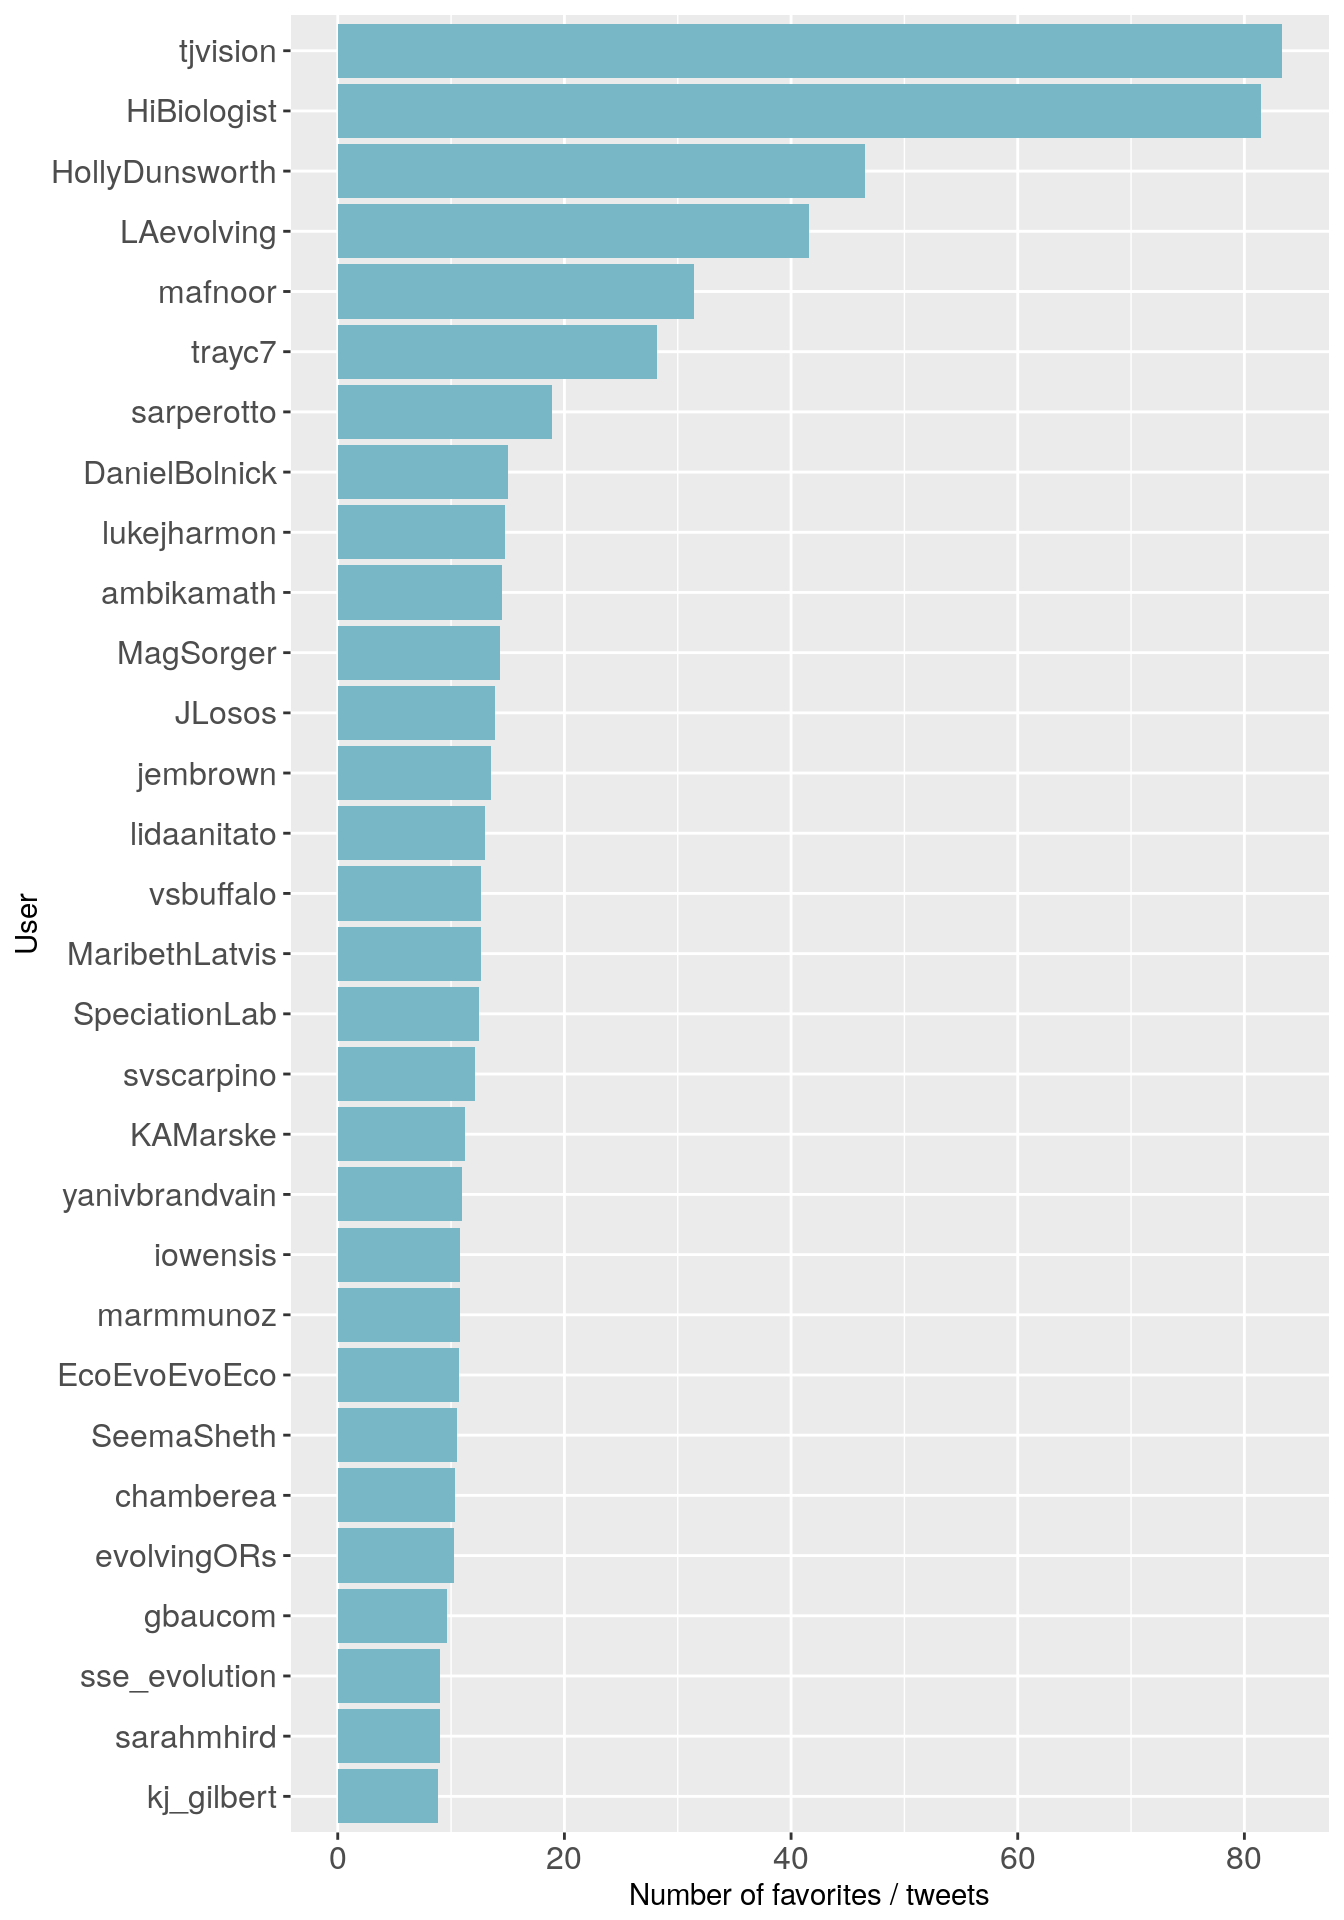 tjvision
HiBiologist
HollyDunsworth
LAevolving
mafnoor
trayc7
sarperotto
DanielBolnick
lukejharmon
ambikamath
MagSorger
JLosos
jembrown
lidaanitato
vsbuffalo
MaribethLatvis
SpeciationLab
svscarpino
KAMarske
yanivbrandvain
iowensis
marmmunoz
EcoEvoEvoEco
SeemaSheth
chamberea
evolvingORs
gbaucom
sse_evolution
sarahmhird
kj_gilbert
User
0 20 40 60 80
Number of favorites / tweets